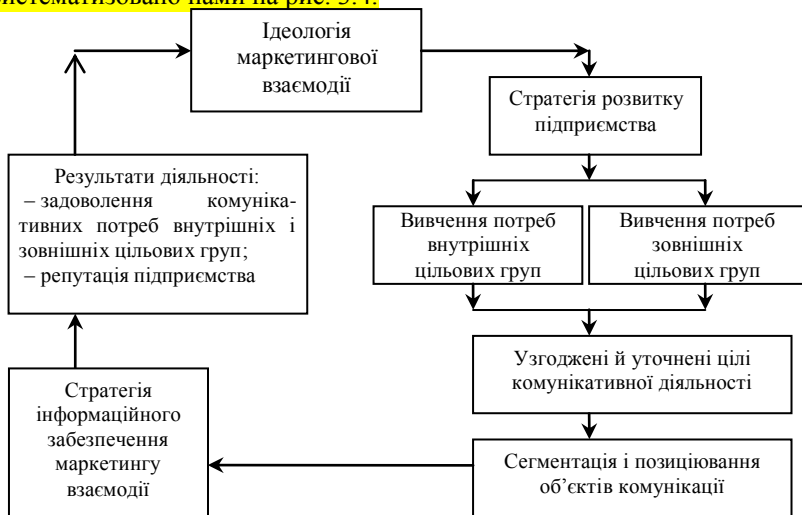 систематизовано нами на рис. 3.4.
Ідеологія
маркетингової
взаємодії
Стратегія розвитку
підприємства
Вивчення потреб
внутрішніх
цільових груп
Вивчення потреб
зовнішніх
цільових груп
Узгоджені й уточнені цілі
комунікативної діяльності
Сегментація і позиціювання
об’єктів комунікації
Стратегія
інформаційного
забезпечення
маркетингу
взаємодії
Результати діяльності:
– задоволення комуніка-
тивних потреб внутрішніх і
зовнішніх цільових груп;
– репутація підприємства